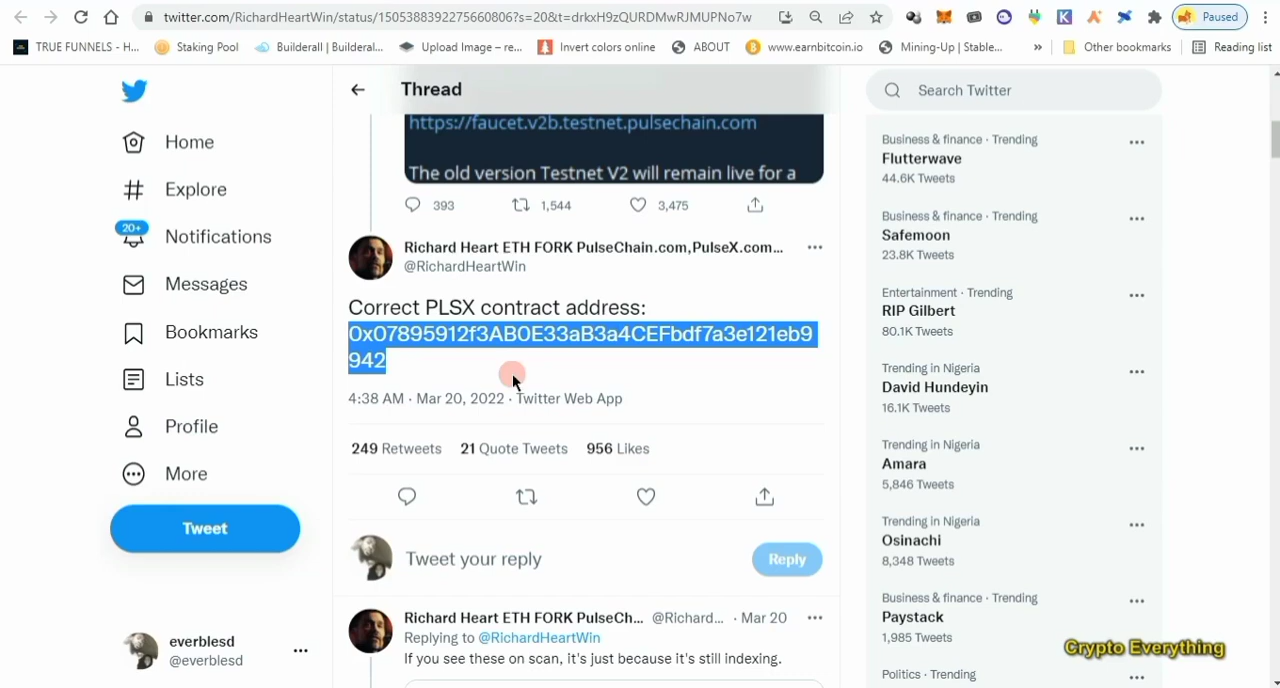 twitter.com/RichardHeartWin/status/1505388392275660806?s=20&t=drkxH9zQURDMwRJMUPNo7w
Paused
TRUE FUNNELS - H...
Staking Pool
Builderall | Builderal...
Upload Image – re...
Invert colors online
ABOUT
www.earnbitcoin.io
Mining-Up | Stable...
»
Other bookmarks
Reading list
Home
Explore
20+
Notifications
Messages
Bookmarks
Lists
Profile
More
Tweet
everblesd
@everblesd
Thread
https://faucet.v2b.testnet.pulsechain.com
The old version Testnet V2 will remain live for a
393 1,544 3,475
Richard Heart ETH FORK PulseChain.com,PulseX.com...
@RichardHeartWin
Correct PLSX contract address:
0x07895912f3AB0E33aB3a4CEFbdf7a3e121eb9
942
4:38 AM · Mar 20, 2022 · Twitter Web App
249 Retweets 21 Quote Tweets 956 Likes
Tweet your reply
Reply
Richard Heart ETH FORK PulseCh... @Richard... · Mar 20
Replying to @RichardHeartWin
If you see these on scan, it's just because it's still indexing.
Search Twitter
Business & finance · Trending
Flutterwave
44.6K Tweets
Business & finance · Trending
Safemoon
23.8K Tweets
Entertainment · Trending
RIP Gilbert
80.1K Tweets
Trending in Nigeria
David Hundeyin
16.1K Tweets
Trending in Nigeria
Amara
5,846 Tweets
Trending in Nigeria
Osinachi
8,348 Tweets
Business & finance · Trending
Paystack
1,985 Tweets
Politics · Trending
Crypto Everything